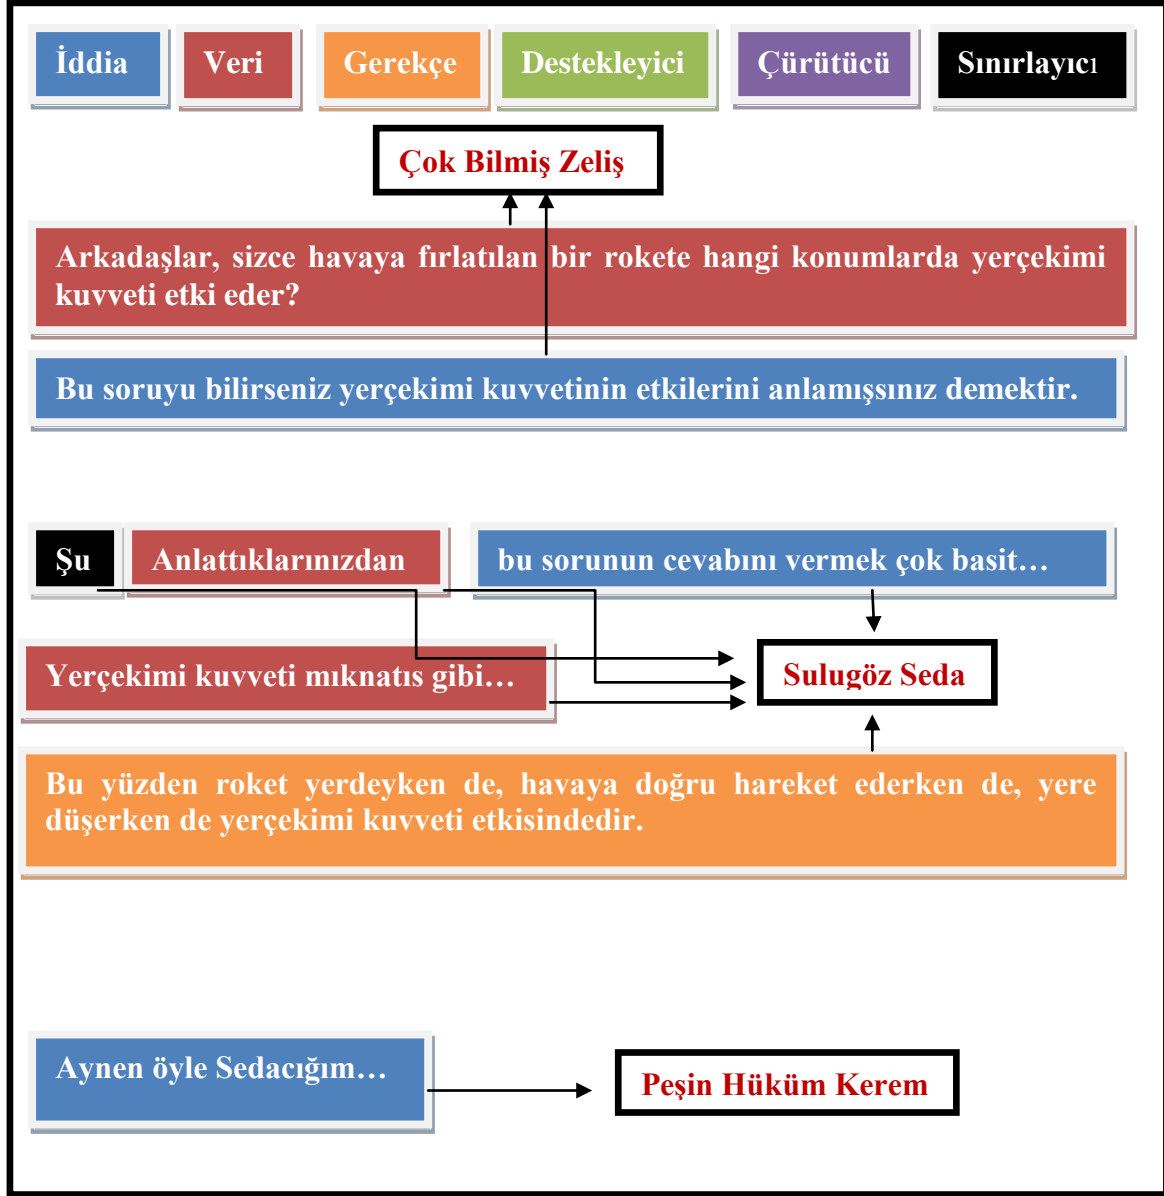 İddia Veri Gerekçe Destekleyici Çürütücü Sınırlayıcı
Çok Bilmiş Zeliş
Arkadaşlar, sizce havaya fırlatılan bir rokete hangi konumlarda yerçekimi
kuvveti etki eder?
Bu soruyu bilirseniz yerçekimi kuvvetinin etkilerini anlamışsınız demektir.
Şu Anlattıklarınızdan bu sorunun cevabını vermek çok basit…
Yerçekimi kuvveti mıknatıs gibi…
Sulugöz Seda
Bu yüzden roket yerdeyken de, havaya doğru hareket ederken de, yere
düşerken de yerçekimi kuvveti etkisindedir.
Aynen öyle Sedacığım…
Peşin Hüküm Kerem